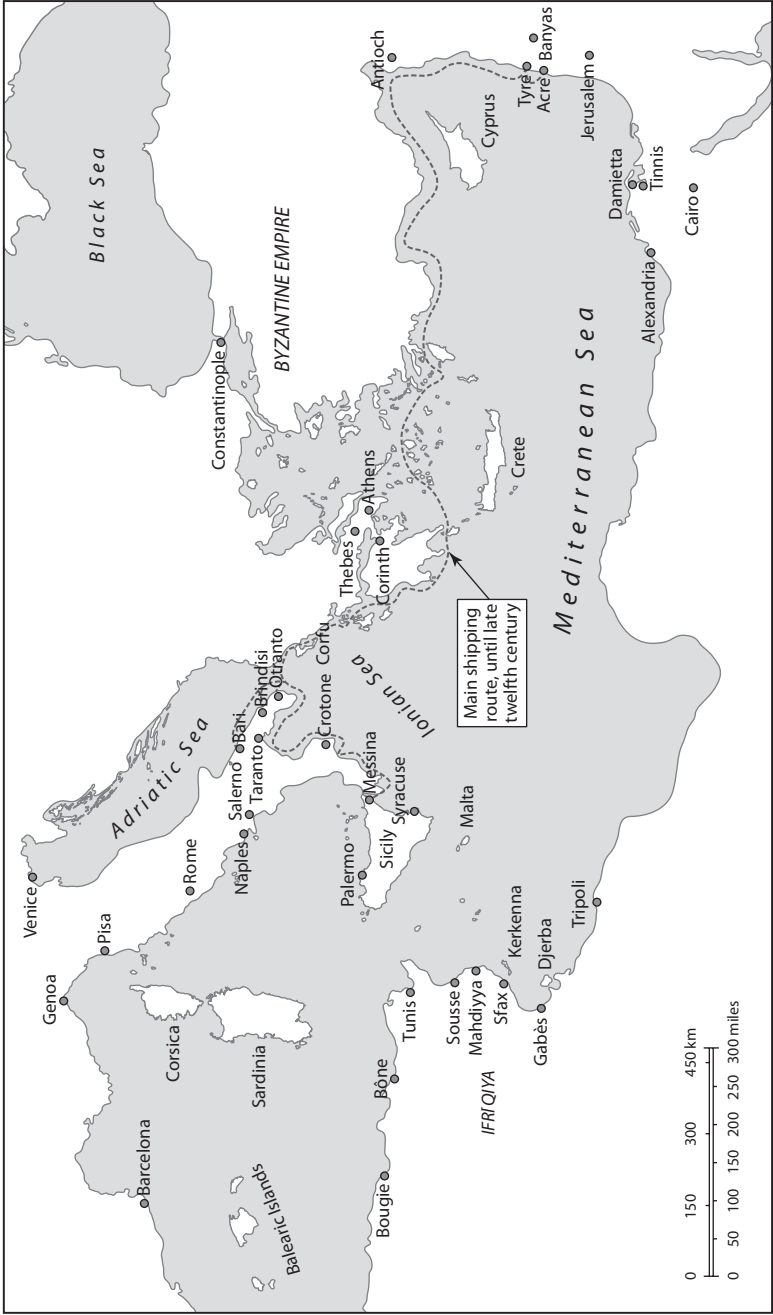 Black Sea
Venice
Adriatic Sea
Genoa
Pisa
Barcelona
Corsica
Sardinia
Balearic Islands
Rome
Naples
Salerno
Bari
Taranto
Brindisi
Otranto
Constantinople
BYZANTINE EMPIRE
Crotone
Corfu
Ionian Sea
Thebes
Athens
Corinth
Antioch
Cyprus
Tyre
Banyas
Acre
Jerusalem
Palermo
Messina
Sicily
Syracuse
Malta
Crete
Main shipping
route, until late
twelfth century
Mediterranean Sea
Bougie
Bône
Tunis
Sousse
Mahdiyya
Sfax
Kerkenna
IFRĪQIYA
Gabès
Djerba
Tripoli
Alexandria
Damietta
Tinnis
Cairo
0 150 300 450 km
0 50 100 150 200 250 300 miles